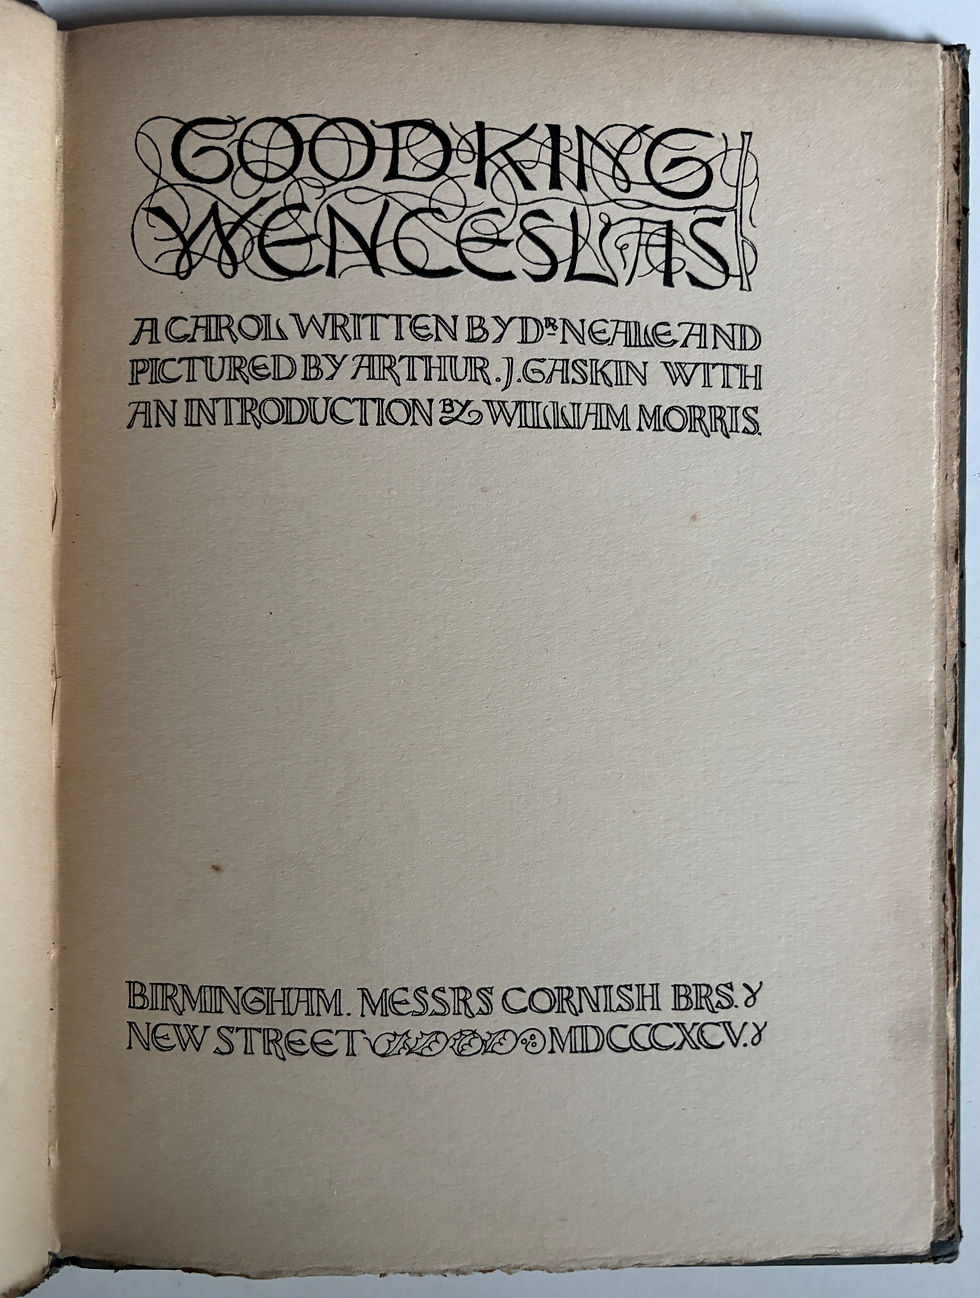 GOOD KING
WENCESLAS
A CAROL WRITTEN BY DR NEALE AND
PICTURED BY ARTHUR.J.GASKIN WITH
AN INTRODUCTION BY WILLIAM MORRIS.
BIRMINGHAM. MESSRS CORNISH BRS.
NEW STREET MDCCCXCV.